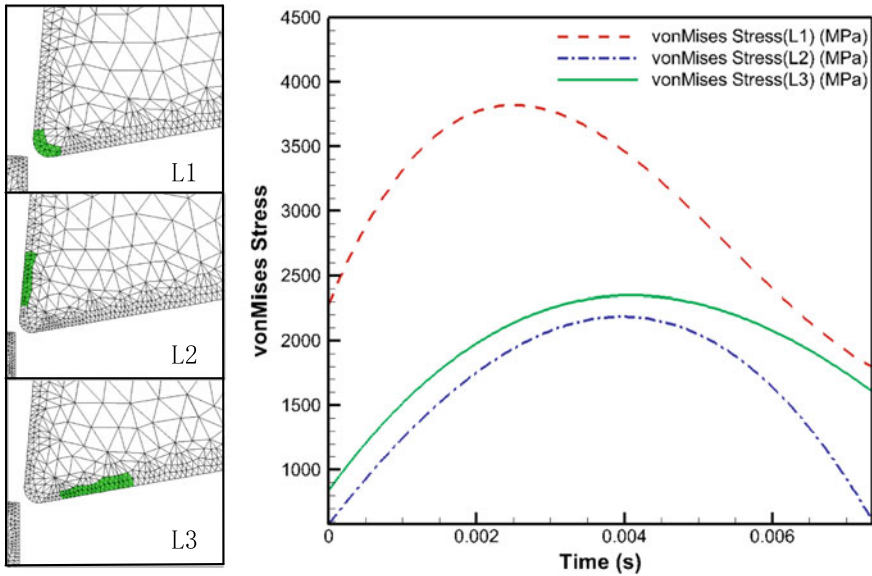 L1
L2
L3
vonMises Stress
4500
4000
3500
3000
2500
2000
1500
1000
vonMises Stress(L1) (MPa)
vonMises Stress(L2) (MPa)
vonMises Stress(L3) (MPa)
0
0.002
0.004
0.006
Time (s)